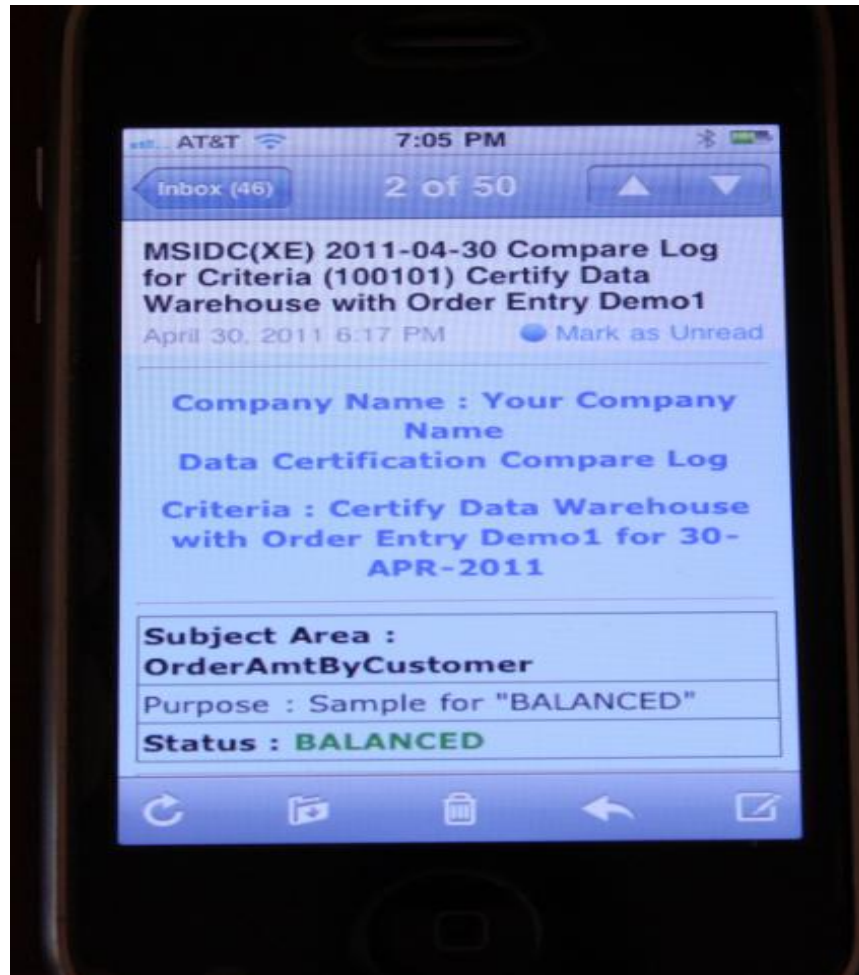 AT&T 7:05 PM
Inbox (46) 2 of 50
MSIDC(XE) 2011-04-30 Compare Log
for Criteria (100101) Certify Data
Warehouse with Order Entry Demo1
April 30, 2011 6:17 PM Mark as Unread
Company Name : Your Company
Name
Data Certification Compare Log
Criteria : Certify Data Warehouse
with Order Entry Demo1 for 30-
APR-2011
Subject Area :
OrderAmtByCustomer
Purpose : Sample for "BALANCED"
Status : BALANCED